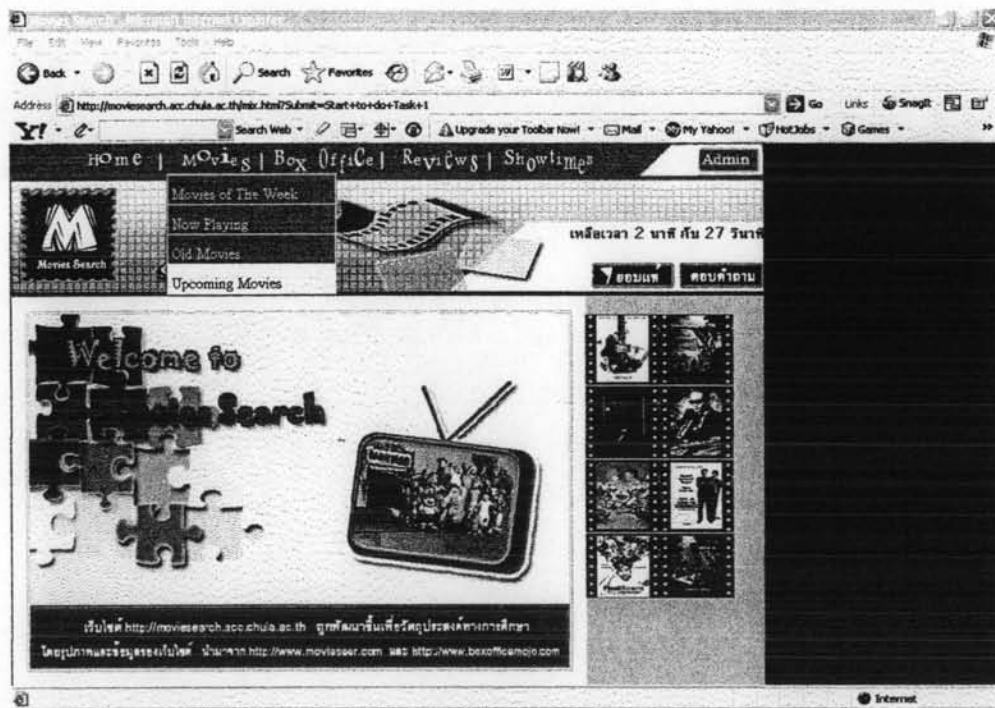 Movies Search - Microsoft Internet Explorer
File Edit View Favorites Tools Help
Back Search Favorites
Address http://moviesearch.acc.chula.ac.th/mix.html?Submit=Start+to+do+Task+1 Go Links SnagIt
Y! Search Web Upgrade your Toolbar Now! Mail My Yahoo! HotJobs Games
Home | Movies | Box Office | Reviews | Showtimes Admin
Movies of The Week
Now Playing
Old Movies
Upcoming Movies
Movies Search
เหลือเวลา 2 นาที กับ 27 วินาที
ยอมแพ้ ตอบคำถาม
Welcome to
Movies Search
เว็บไซต์ http://moviesearch.acc.chula.ac.th ถูกพัฒนาขึ้นเพื่อวัตถุประสงค์ทางการศึกษา
โดยรูปภาพและข้อมูลของเว็บไซต์ นำมาจาก http://www.movieseer.com และ http://www.boxofficemojo.com
Internet